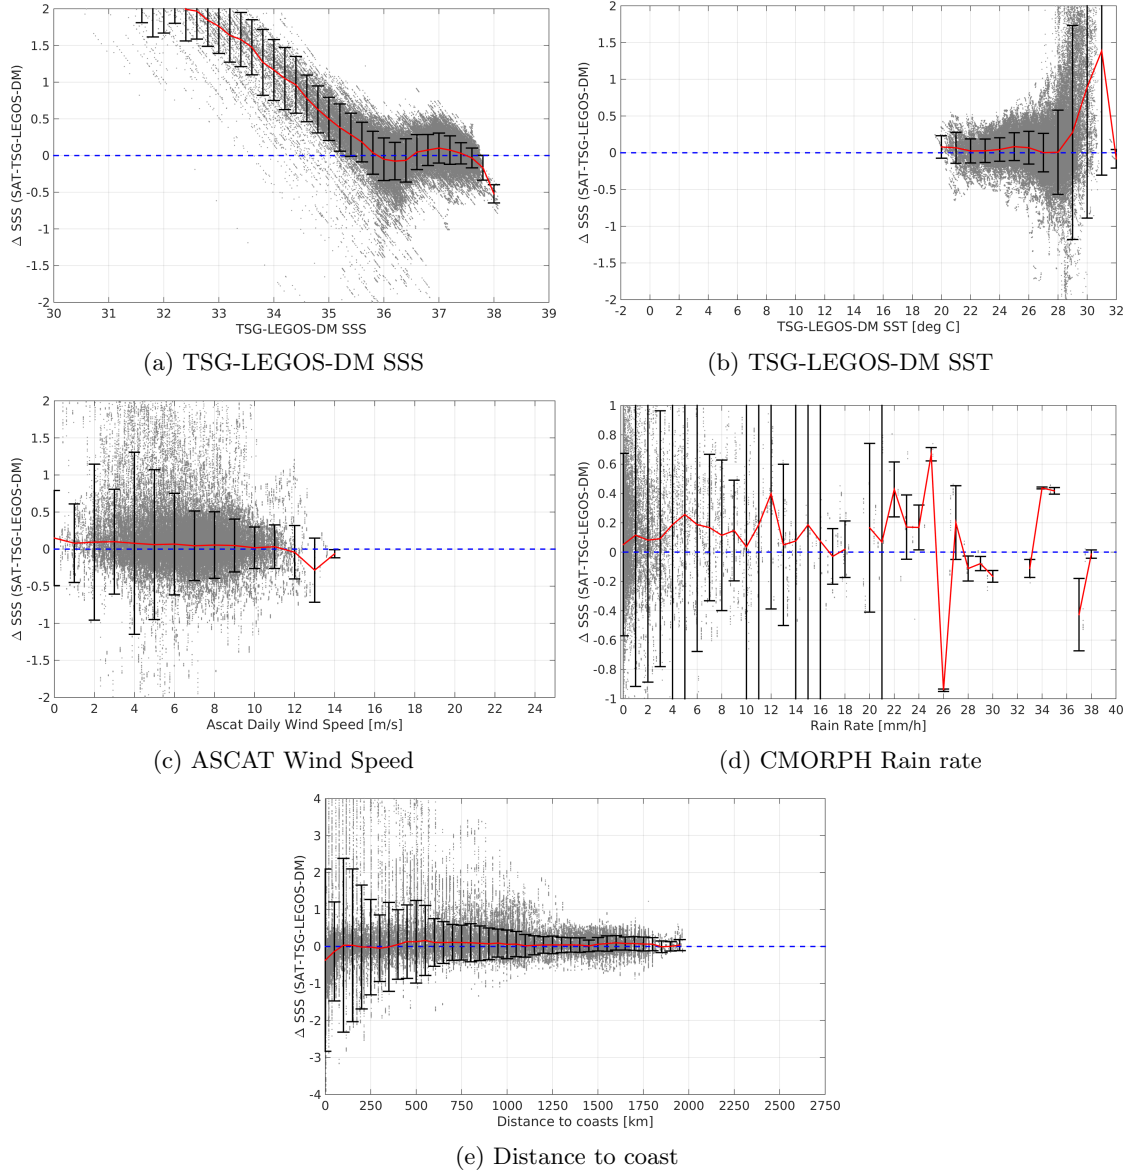 2
1.5
1
0.5
0
-0.5
-1
-1.5
-2
Δ SSS (SAT-TSG-LEGOS-DM)
30 31 32 33 34 35 36 37 38 39
TSG-LEGOS-DM SSS
(a) TSG-LEGOS-DM SSS
2
1.5
1
0.5
0
-0.5
-1
-1.5
-2
Δ SSS (SAT-TSG-LEGOS-DM)
-2 0 2 4 6 8 10 12 14 16 18 20 22 24 26 28 30 32
TSG-LEGOS-DM SST [deg C]
(b) TSG-LEGOS-DM SST
2
1.5
1
0.5
0
-0.5
-1
-1.5
-2
Δ SSS (SAT-TSG-LEGOS-DM)
0 2 4 6 8 10 12 14 16 18 20 22 24
Ascat Daily Wind Speed [m/s]
(c) ASCAT Wind Speed
1
0.8
0.6
0.4
0.2
0
-0.2
-0.4
-0.6
-0.8
-1
Δ SSS (SAT-TSG-LEGOS-DM)
0 2 4 6 8 10 12 14 16 18 20 22 24 26 28 30 32 34 36 38 40
Rain Rate [mm/h]
(d) CMORPH Rain rate
4
3
2
1
0
-1
-2
-3
-4
Δ SSS (SAT-TSG-LEGOS-DM)
0 250 500 750 1000 1250 1500 1750 2000 2250 2500 2750
Distance to coasts [km]
(e) Distance to coast